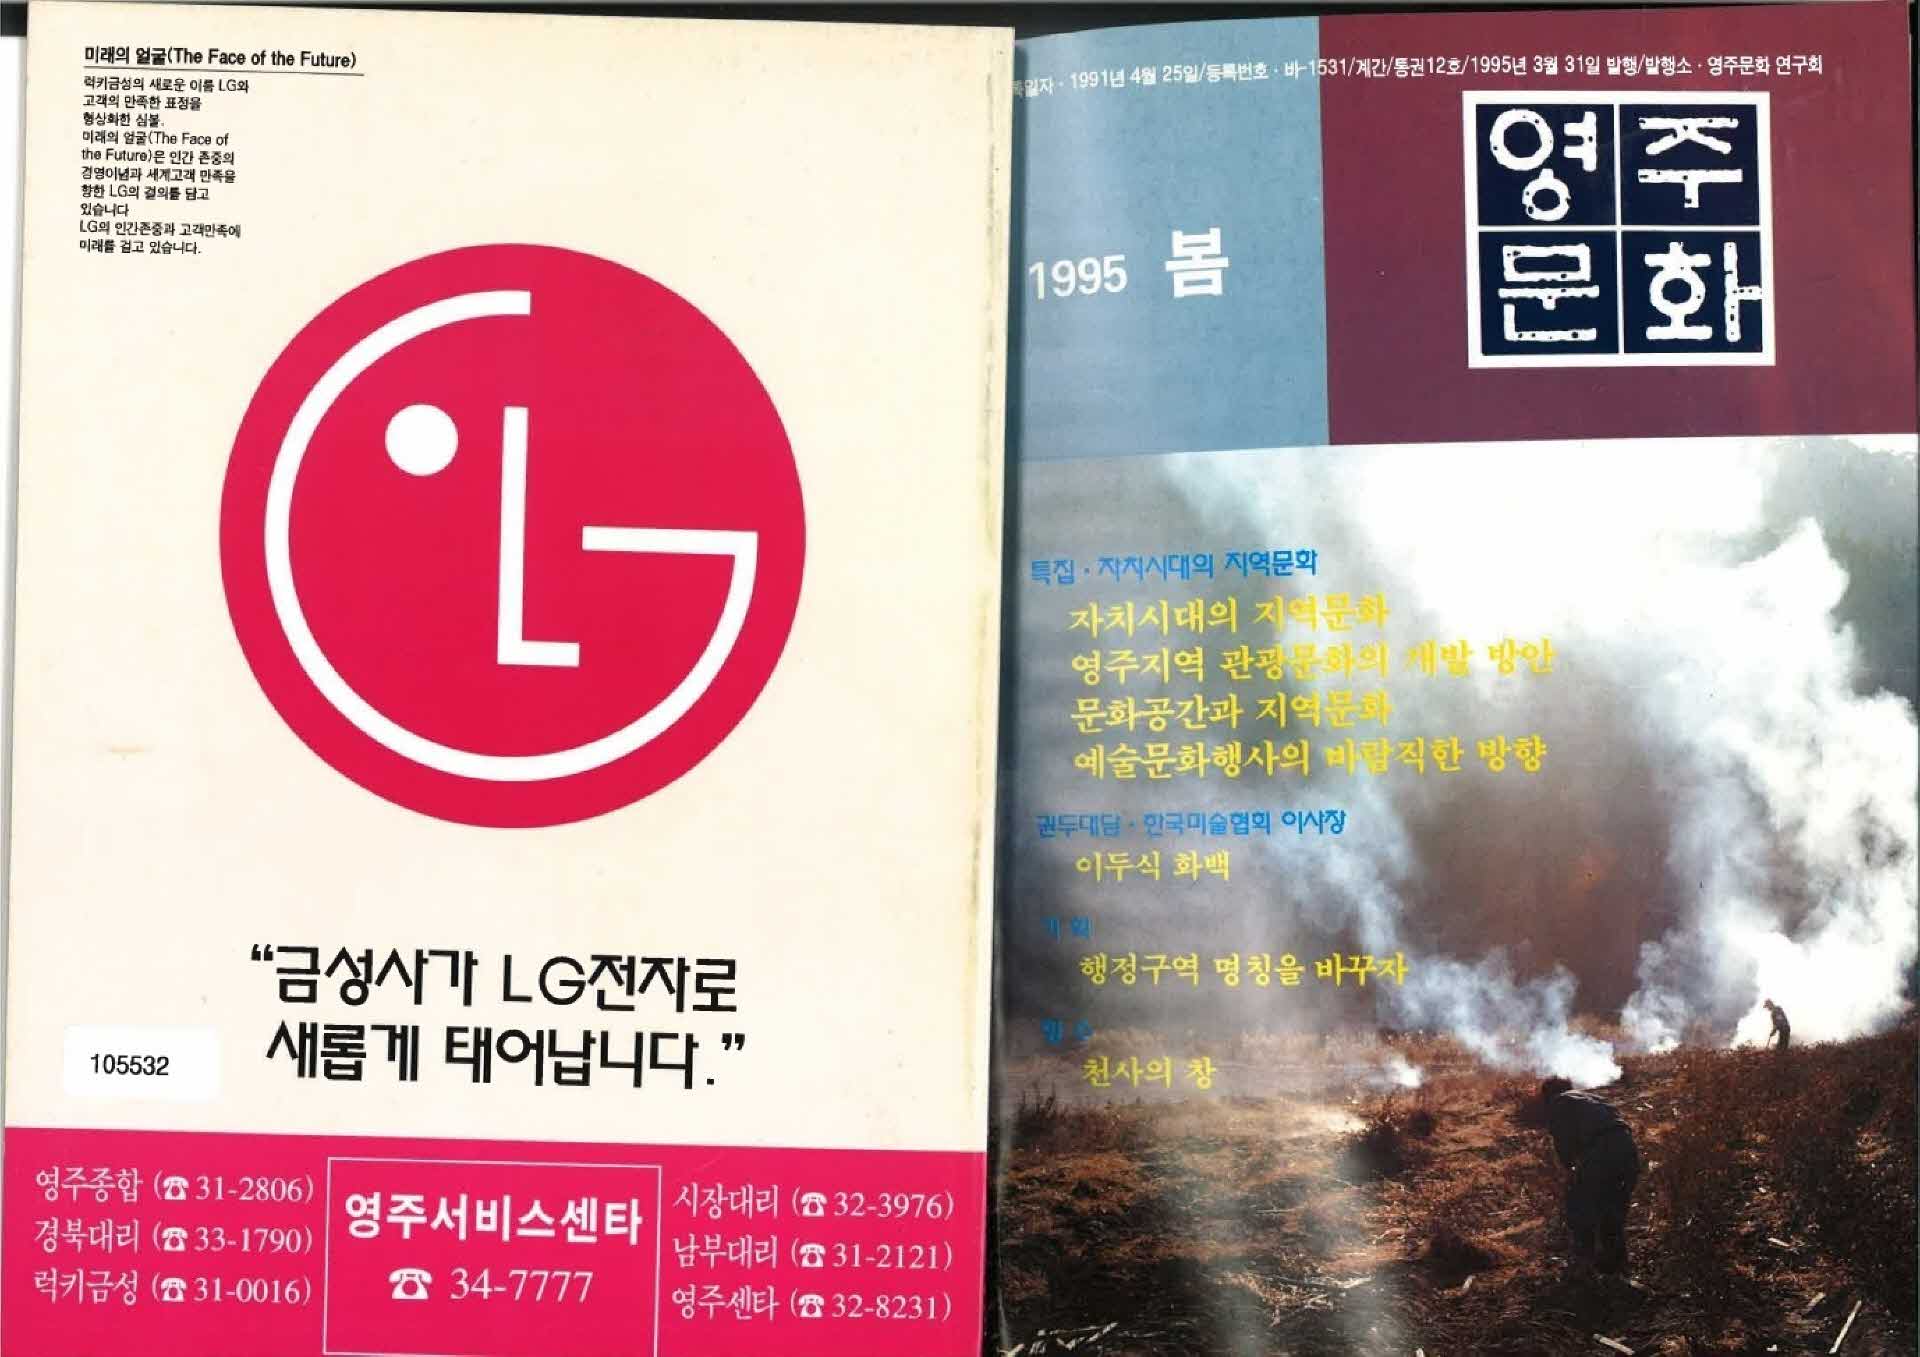 미래의 얼굴(The Face of the Future)
럭키금성의 새로운 이름 LG와
고객의 만족한 표정을
형상화한 심볼.
미래의 얼굴(The Face of
the Future)은 인간 존중의
경영이념과 세계고객 만족을
향한 LG의 결의를 담고
있습니다
LG의 인간존중과 고객만족에
미래를 걸고 있습니다.
LG
“금성사가 LG전자로
새롭게 태어납니다.”
105532
영주종합 (☎ 31-2806)
경북대리 (☎ 33-1790)
럭키금성 (☎ 31-0016)
영주서비스센타
☎ 34-7777
시장대리 (☎ 32-3976)
남부대리 (☎ 31-2121)
영주센타 (☎ 32-8231)
록일자 · 1991년 4월 25일/등록번호 · 바-1531/계간/통권12호/1995년 3월 31일 발행/발행소 · 영주문화 연구회
영주
문화
1995 봄
특집 · 자치시대의 지역문화
자치시대의 지역문화
영주지역 관광문화의 개발 방안
문화공간과 지역문화
예술문화행사의 바람직한 방향
권두대담 · 한국미술협회 이사장
이두식 화백
기획
행정구역 명칭을 바꾸자
천사의 창